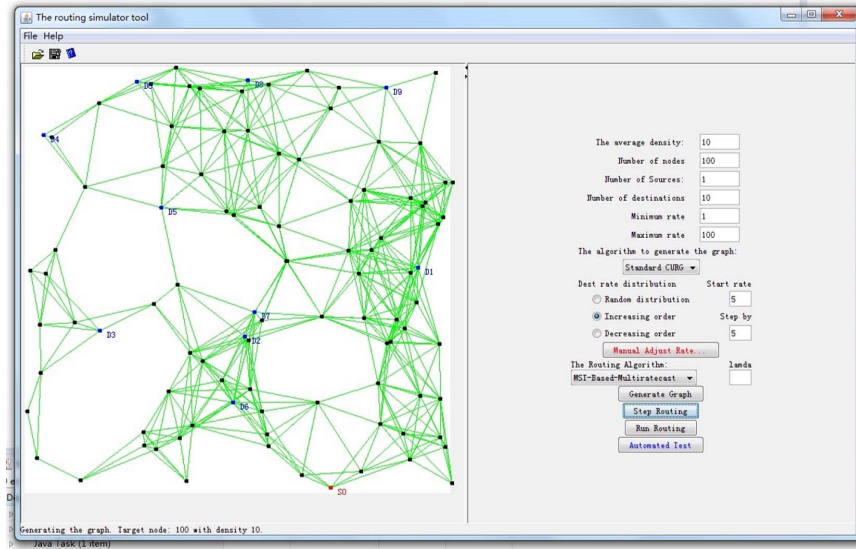 The routing simulator tool
File Help
D8
D9
D4
D5
D1
D7
D3
D2
D6
S0
The average density: 10
Number of nodes 100
Number of Sources: 1
Number of destinations 10
Minimum rate 1
Maximum rate 100
The algorithm to generate the graph:
Standard CURG
Dest rate distribution Start rate
Random distribution 5
Increasing order Step by
Decreasing order 5
Manual Adjust Rate...
The Routing Algorithm: lamda
MST-Based-Multiratecast
Generate Graph
Step Routing
Run Routing
Automated Test
Generating the graph. Target node: 100 with density 10.
Java Task (1 item)